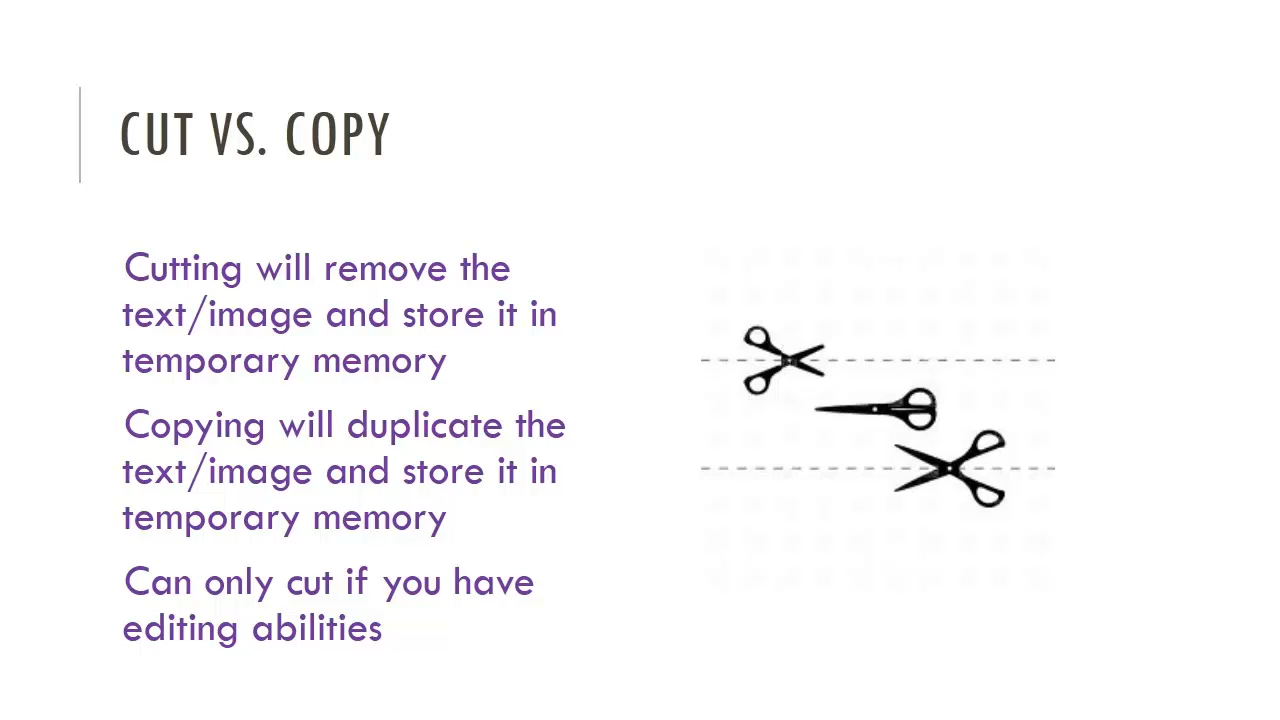 CUT VS. COPY
Cutting will remove the
text/image and store it in
temporary memory
Copying will duplicate the
text/image and store it in
temporary memory
Can only cut if you have
editing abilities